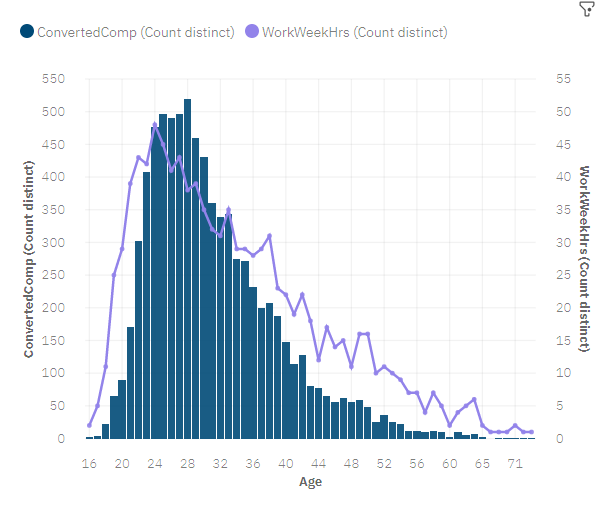 ConvertedComp (Count distinct) WorkWeekHrs (Count distinct)
550 55
500 50
450 45
400 40
350 35
300 30
250 25
200 20
150 15
100 10
50 5
0 0
ConvertedComp (Count distinct)
WorkWeekHrs (Count distinct)
16 20 24 28 32 36 40 44 48 52 56 60 65 71
Age